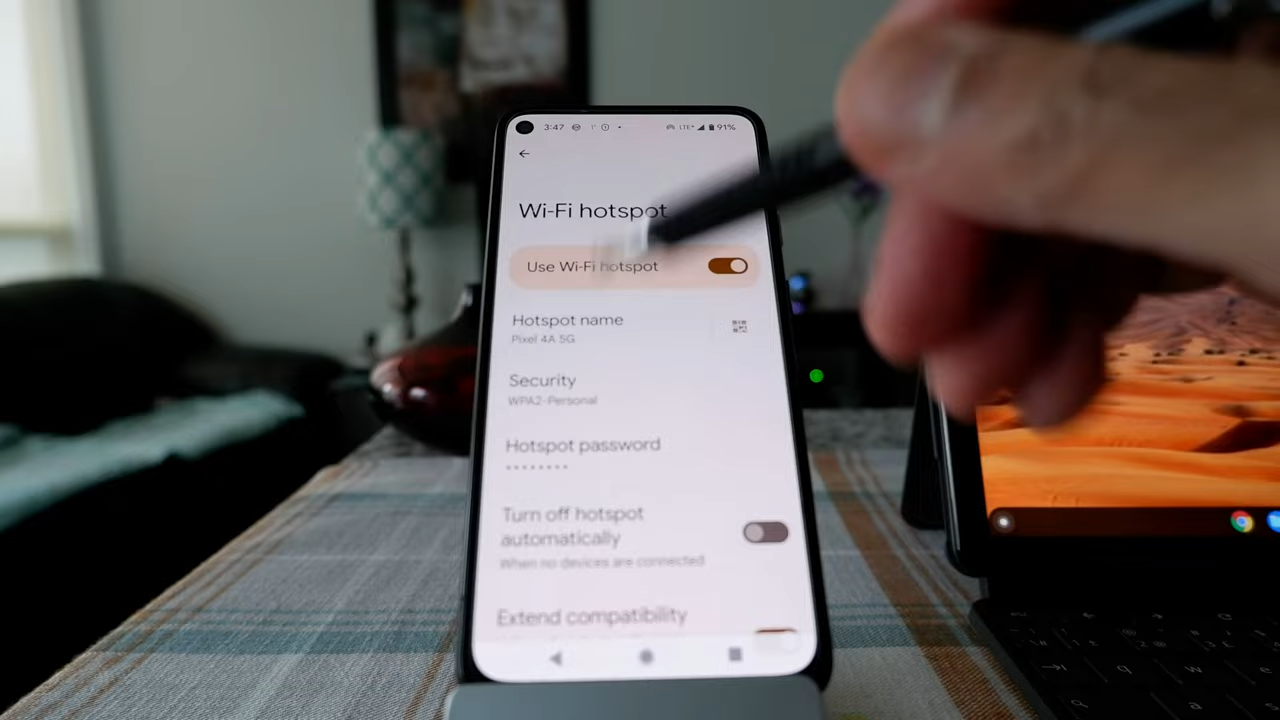 3:47 LTE+ 91%
Wi-Fi hotspot
Use Wi-Fi hotspot
Hotspot name
Pixel 4A 5G
Security
WPA2-Personal
Hotspot password
••••••••
Turn off hotspot
automatically
When no devices are connected
Extend compatibility
q w
a s